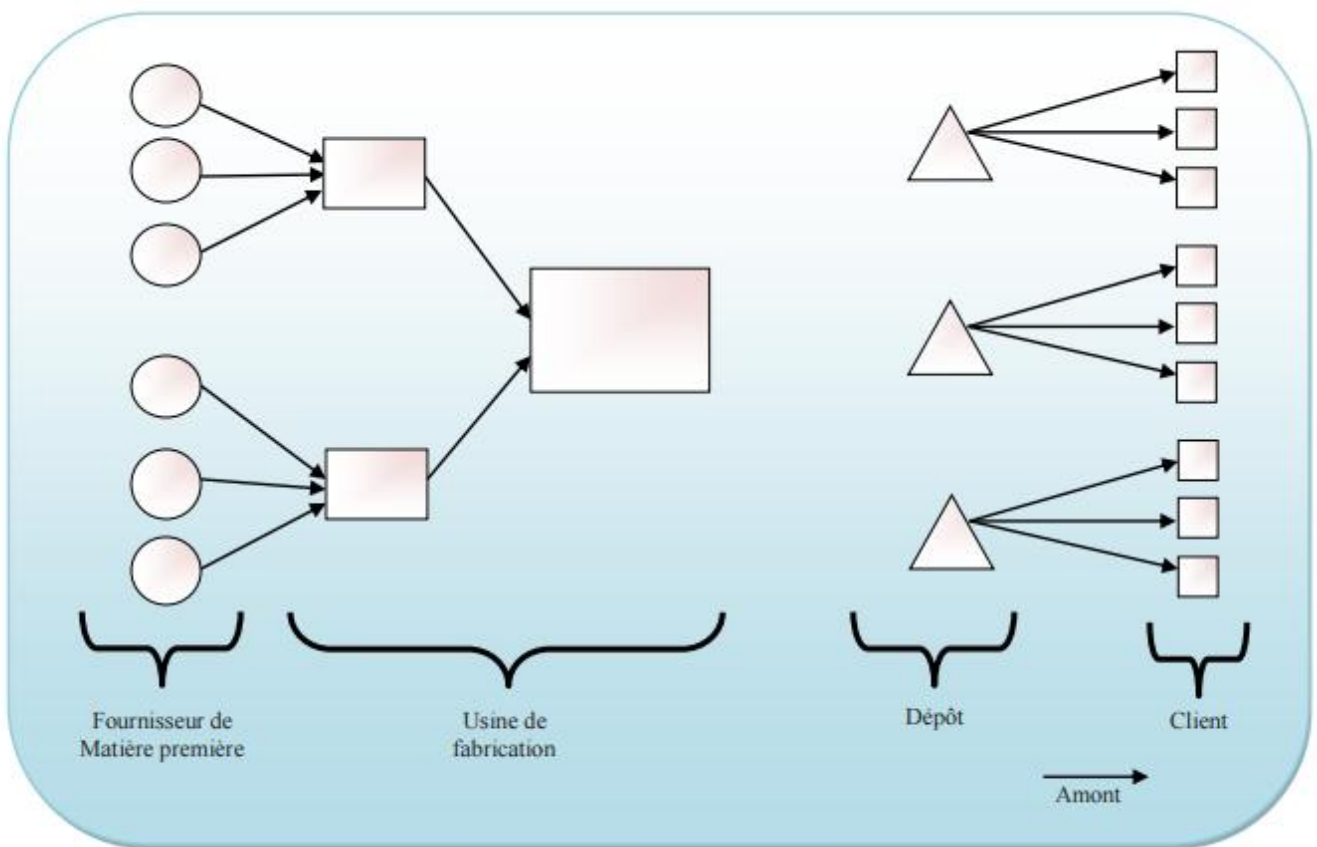 Fournisseur de
Matière première
Usine de
fabrication
Dépôt
Client
Amont